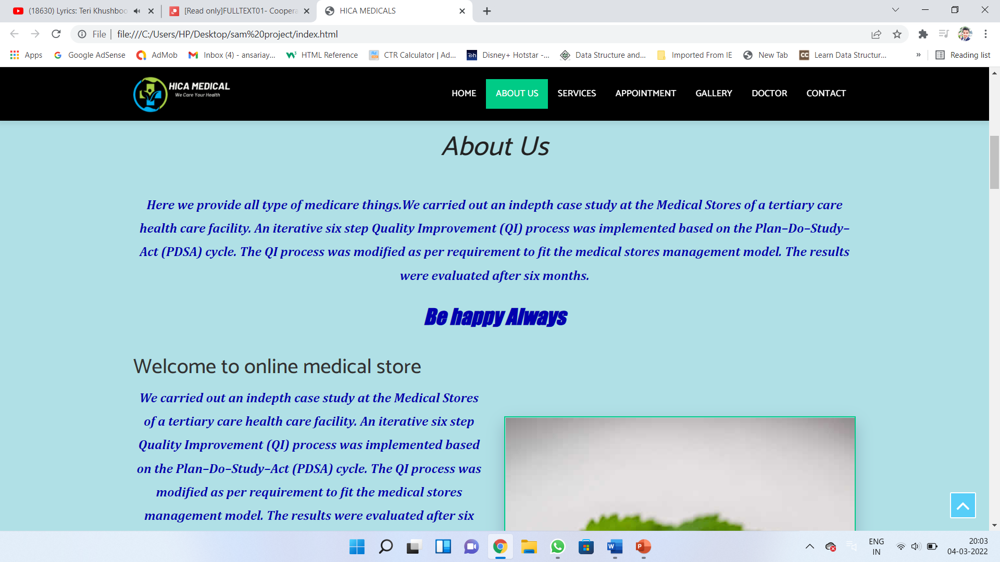 (18630) Lyrics: Teri Khushboo
[Read only]FULLTEXT01- Coopera
HICA MEDICALS
File
file:///C:/Users/HP/Desktop/sam%20project/index.html
Apps
Google AdSense
AdMob
Inbox (4) - ansariay...
HTML Reference
CTR Calculator | Ad...
Disney+ Hotstar -...
Data Structure and...
Imported From IE
New Tab
Learn Data Structur...
»
Reading list
HICA MEDICAL
We Care Your Health
HOME
ABOUT US
SERVICES
APPOINTMENT
GALLERY
DOCTOR
CONTACT
About Us
Here we provide all type of medicare things.We carried out an indepth case study at the Medical Stores of a tertiary care
health care facility. An iterative six step Quality Improvement (QI) process was implemented based on the Plan–Do–Study–
Act (PDSA) cycle. The QI process was modified as per requirement to fit the medical stores management model. The results
were evaluated after six months.
Be happy Always
Welcome to online medical store
We carried out an indepth case study at the Medical Stores
of a tertiary care health care facility. An iterative six step
Quality Improvement (QI) process was implemented based
on the Plan–Do–Study–Act (PDSA) cycle. The QI process was
modified as per requirement to fit the medical stores
management model. The results were evaluated after six
ENG
IN
20:03
04-03-2022